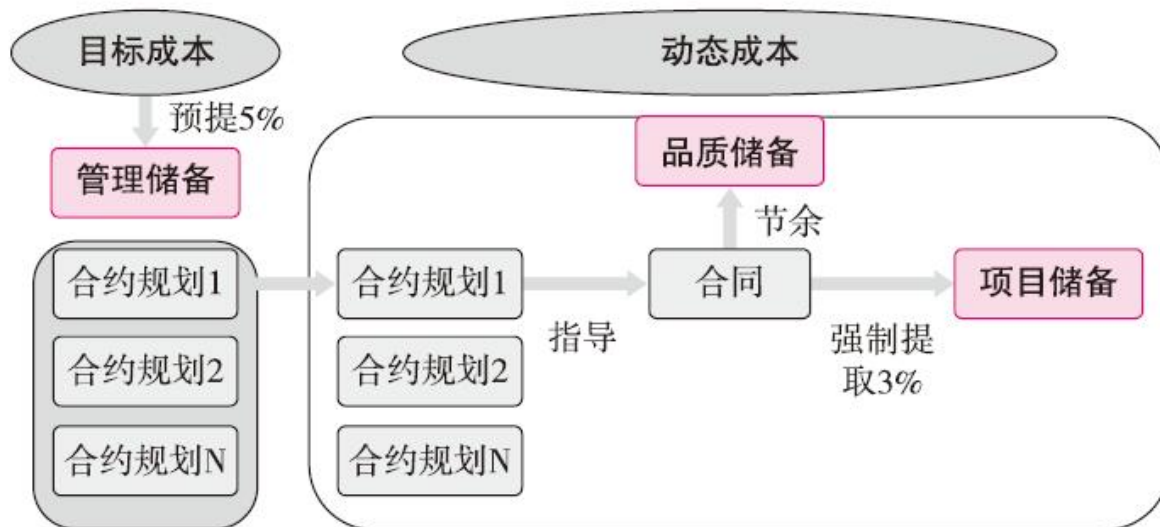 目标成本
动态成本
预提5%
管理储备
品质储备
节余
合约规划1
合约规划1
合同
项目储备
指导
强制提
取3%
合约规划2
合约规划2
合约规划N
合约规划N